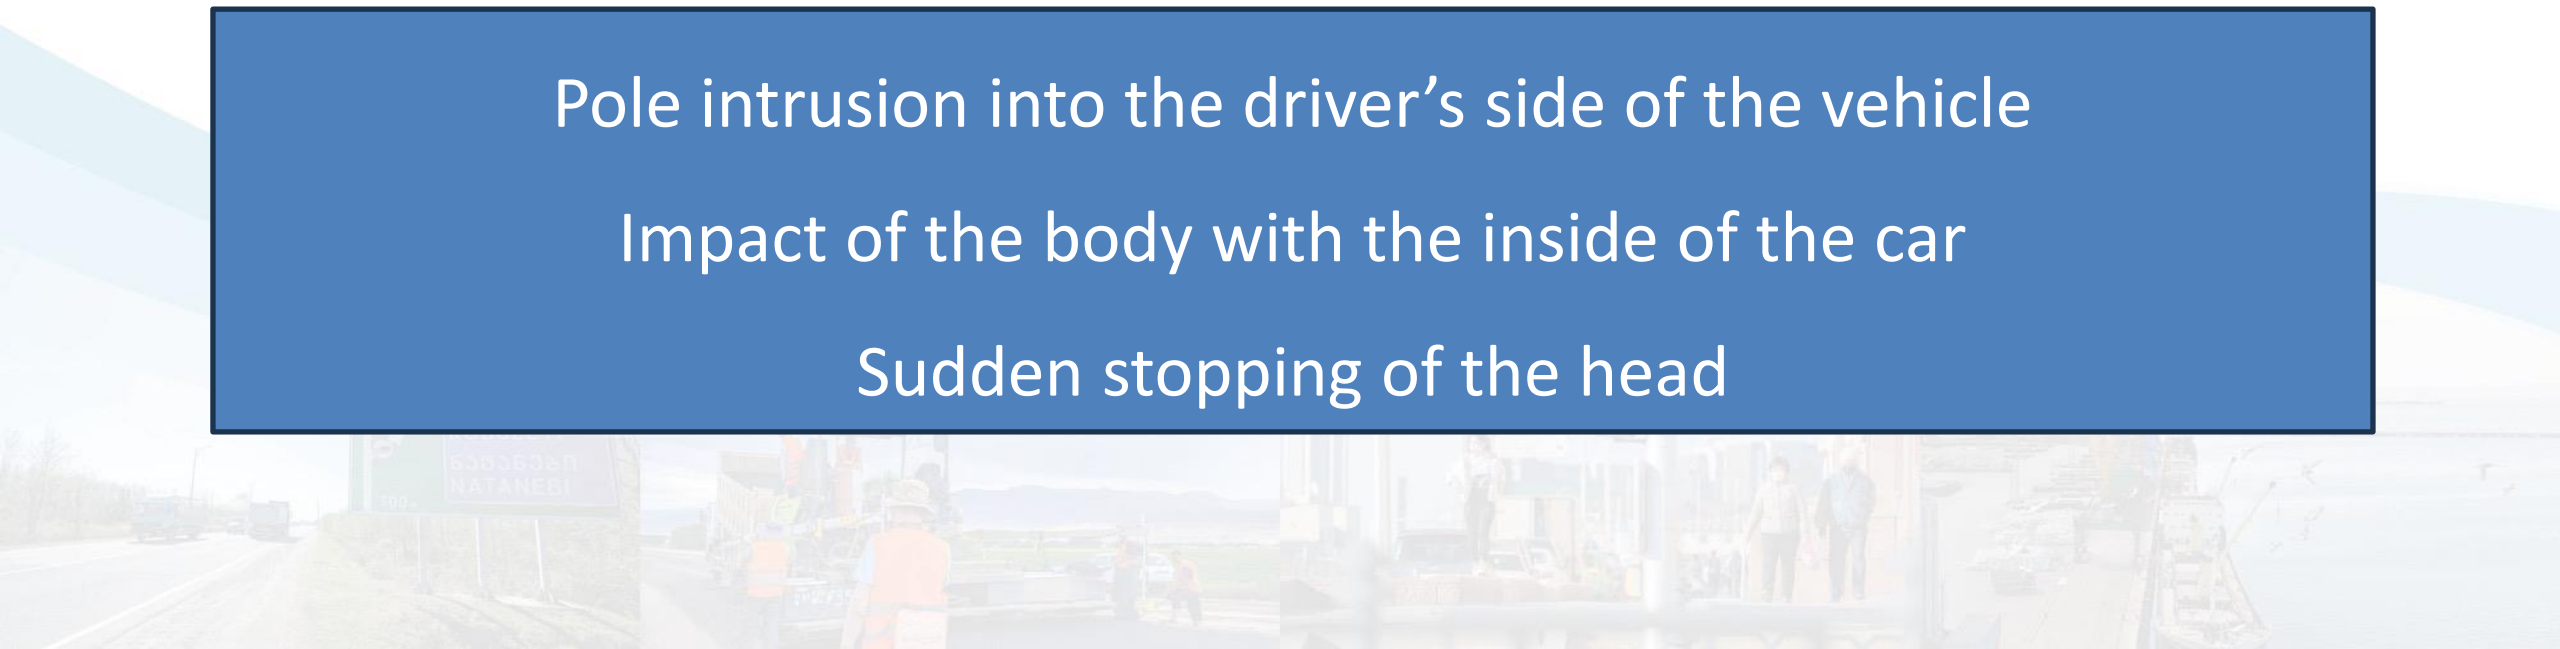 Pole intrusion into the driver’s side of the vehicle
Impact of the body with the inside of the car
Sudden stopping of the head
NATANEBI